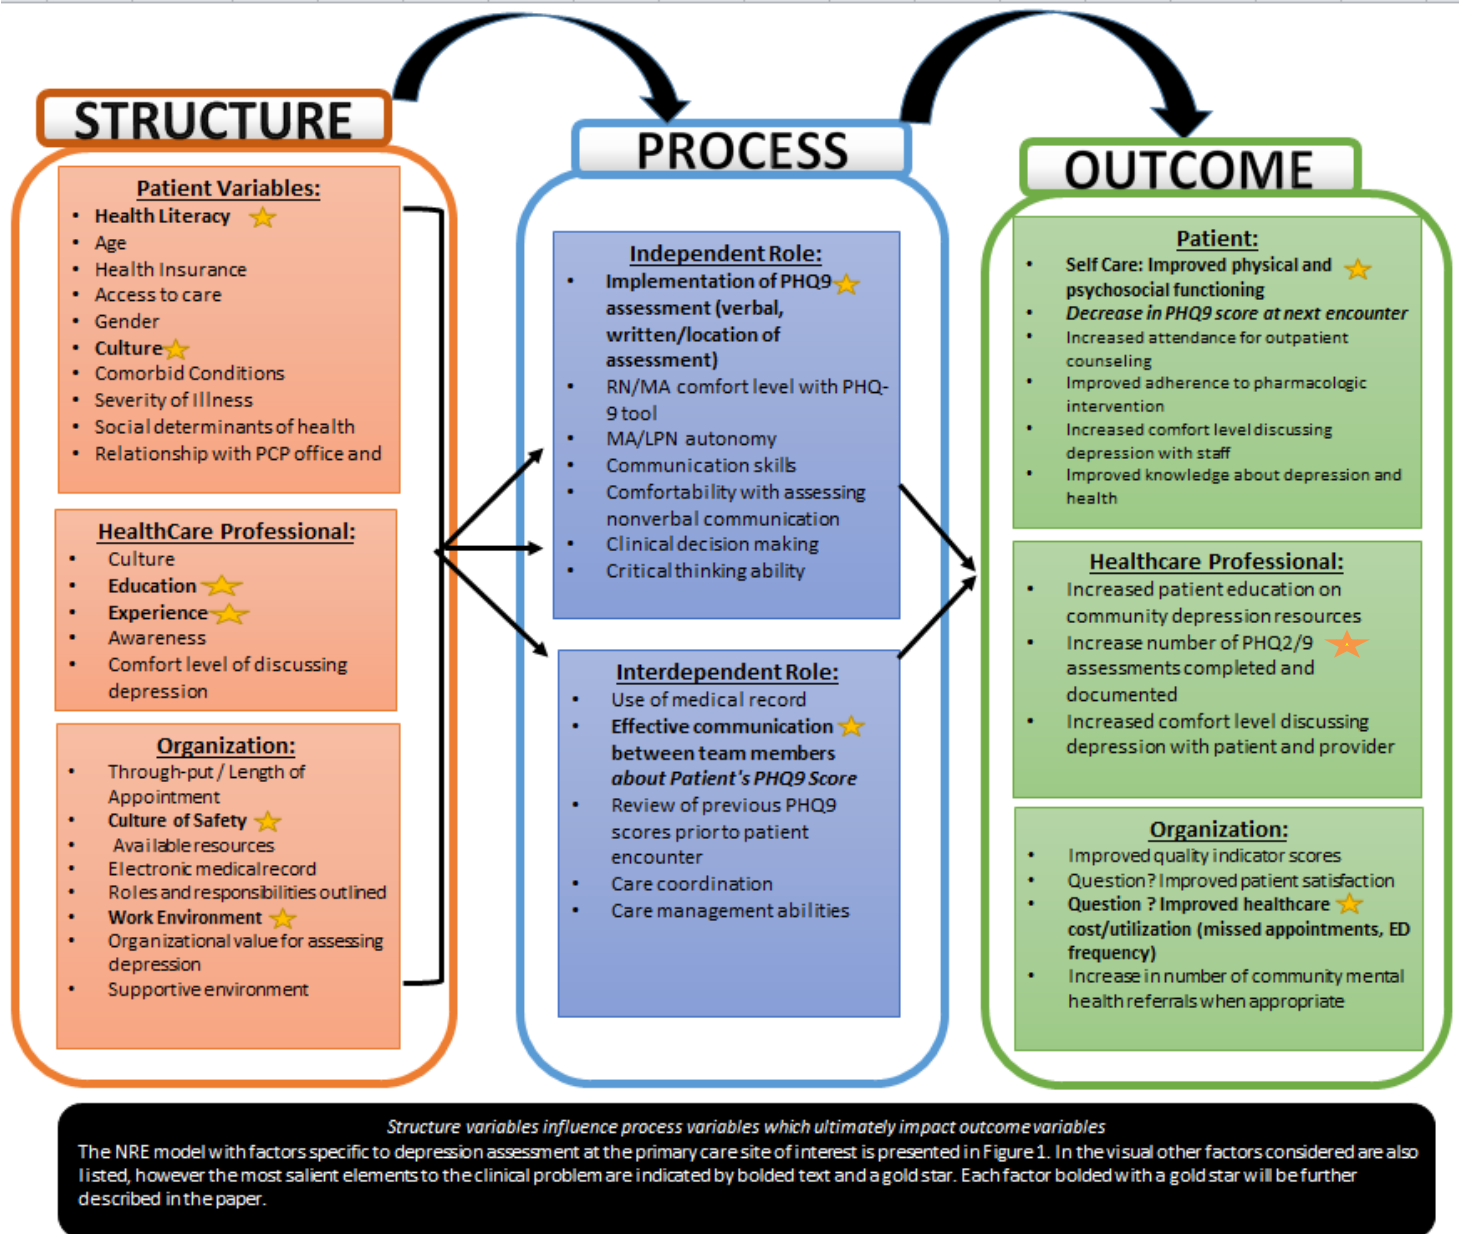 STRUCTURE
Patient Variables:
• Health Literacy
• Age
• Health Insurance
• Access to care
• Gender
• Culture
• Comorbid Conditions
• Severity of Illness
• Social determinants of health
• Relationship with PCP office and
HealthCare Professional:
• Culture
• Education
• Experience
• Awareness
• Comfort level of discussing
depression
Organization:
• Through-put / Length of
Appointment
• Culture of Safety
• Available resources
• Electronic medical record
• Roles and responsibilities outlined
• Work Environment
• Organizational value for assessing
depression
• Supportive environment
PROCESS
Independent Role:
• Implementation of PHQ9
assessment (verbal,
written/location of
assessment)
• RN/MA comfort level with PHQ-
9 tool
• MA/LPN autonomy
• Communication skills
• Comfortability with assessing
nonverbal communication
• Clinical decision making
• Critical thinking ability
Interdependent Role:
• Use of medical record
• Effective communication
between team members
about Patient's PHQ9 Score
• Review of previous PHQ9
scores prior to patient
encounter
• Care coordination
• Care management abilities
OUTCOME
Patient:
• Self Care: Improved physical and
psychosocial functioning
• Decrease in PHQ9 score at next encounter
• Increased attendance for outpatient
counseling
• Improved adherence to pharmacologic
intervention
• Increased comfort level discussing
depression with staff
• Improved knowledge about depression and
health
Healthcare Professional:
• Increased patient education on
community depression resources
• Increase number of PHQ2/9
assessments completed and
documented
• Increased comfort level discussing
depression with patient and provider
Organization:
• Improved quality indicator scores
• Question? Improved patient satisfaction
• Question ? Improved healthcare
cost/utilization (missed appointments, ED
frequency)
• Increase in number of community mental
health referrals when appropriate
Structure variables influence process variables which ultimately impact outcome variables
The NRE model with factors specific to depression assessment at the primary care site of interest is presented in Figure 1. In the visual other factors considered are also
listed, however the most salient elements to the clinical problem are indicated by bolded text and a gold star. Each factor bolded with a gold star will be further
described in the paper.